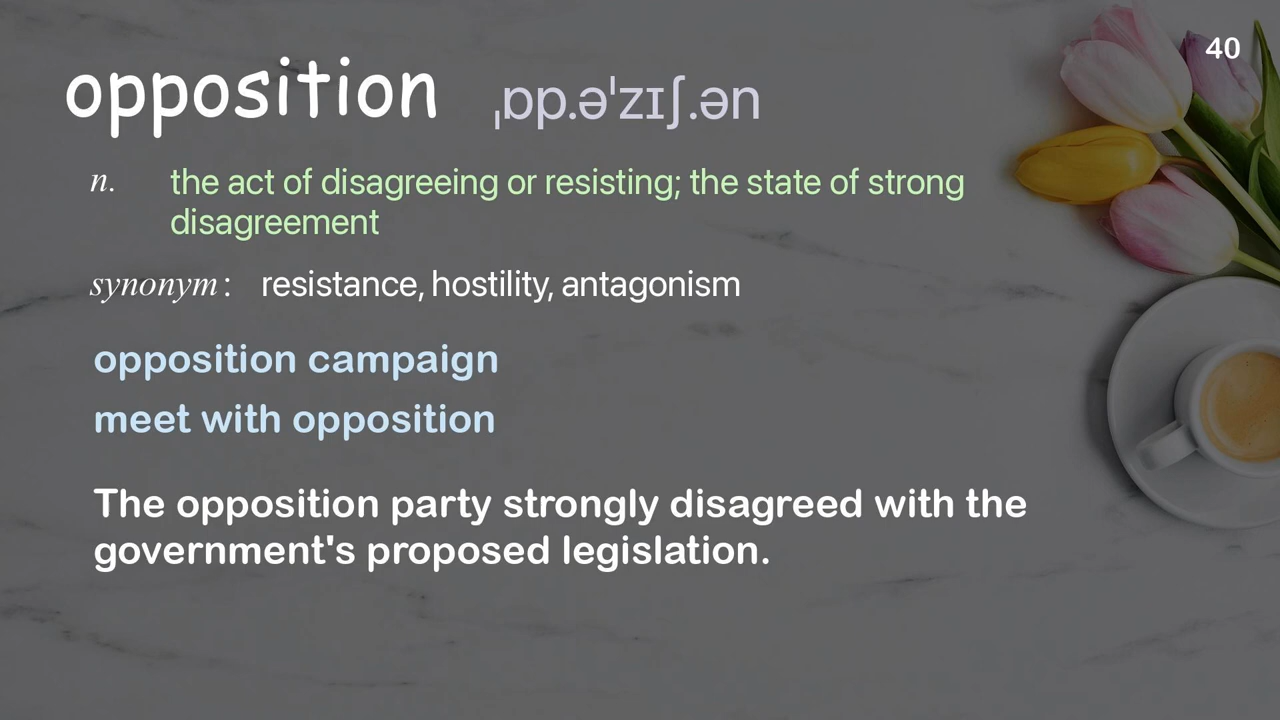 40
opposition ˌɒp.əˈzɪʃ.ən
n. the act of disagreeing or resisting; the state of strong
disagreement
synonym: resistance, hostility, antagonism
opposition campaign
meet with opposition
The opposition party strongly disagreed with the
government's proposed legislation.